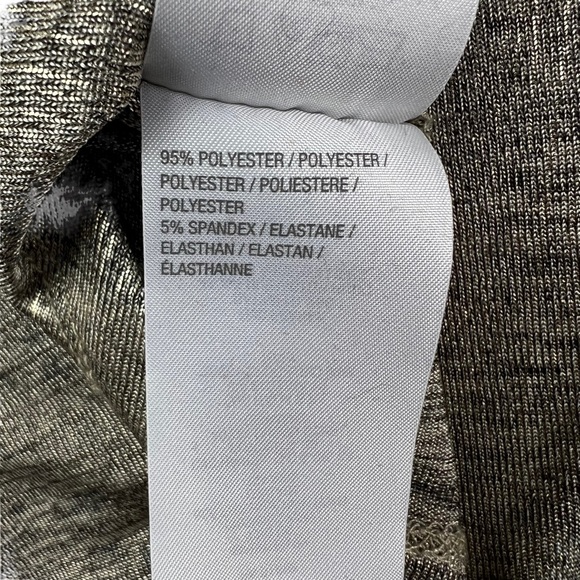 95% POLYESTER / POLYESTER /
POLYESTER / POLIESTERE /
POLYESTER
5% SPANDEX / ELASTANE /
ELASTHAN / ELASTAN /
ÉLASTHANNE